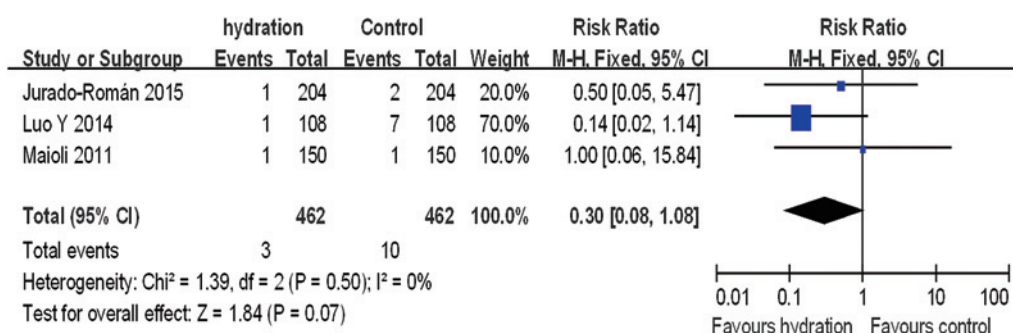 hydration Control Risk Ratio Risk Ratio
Study or Subgroup Events Total Events Total Weight M-H, Fixed, 95% CI M-H, Fixed, 95% CI
Jurado-Román 2015 1 204 2 204 20.0% 0.50 [0.05, 5.47]
Luo Y 2014 1 108 7 108 70.0% 0.14 [0.02, 1.14]
Maioli 2011 1 150 1 150 10.0% 1.00 [0.06, 15.84]
Total (95% CI) 462 462 100.0% 0.30 [0.08, 1.08]
Total events 3 10
Heterogeneity: Chi² = 1.39, df = 2 (P = 0.50); I² = 0%
Test for overall effect: Z = 1.84 (P = 0.07)
0.01 0.1 1 10 100
Favours hydration Favours control